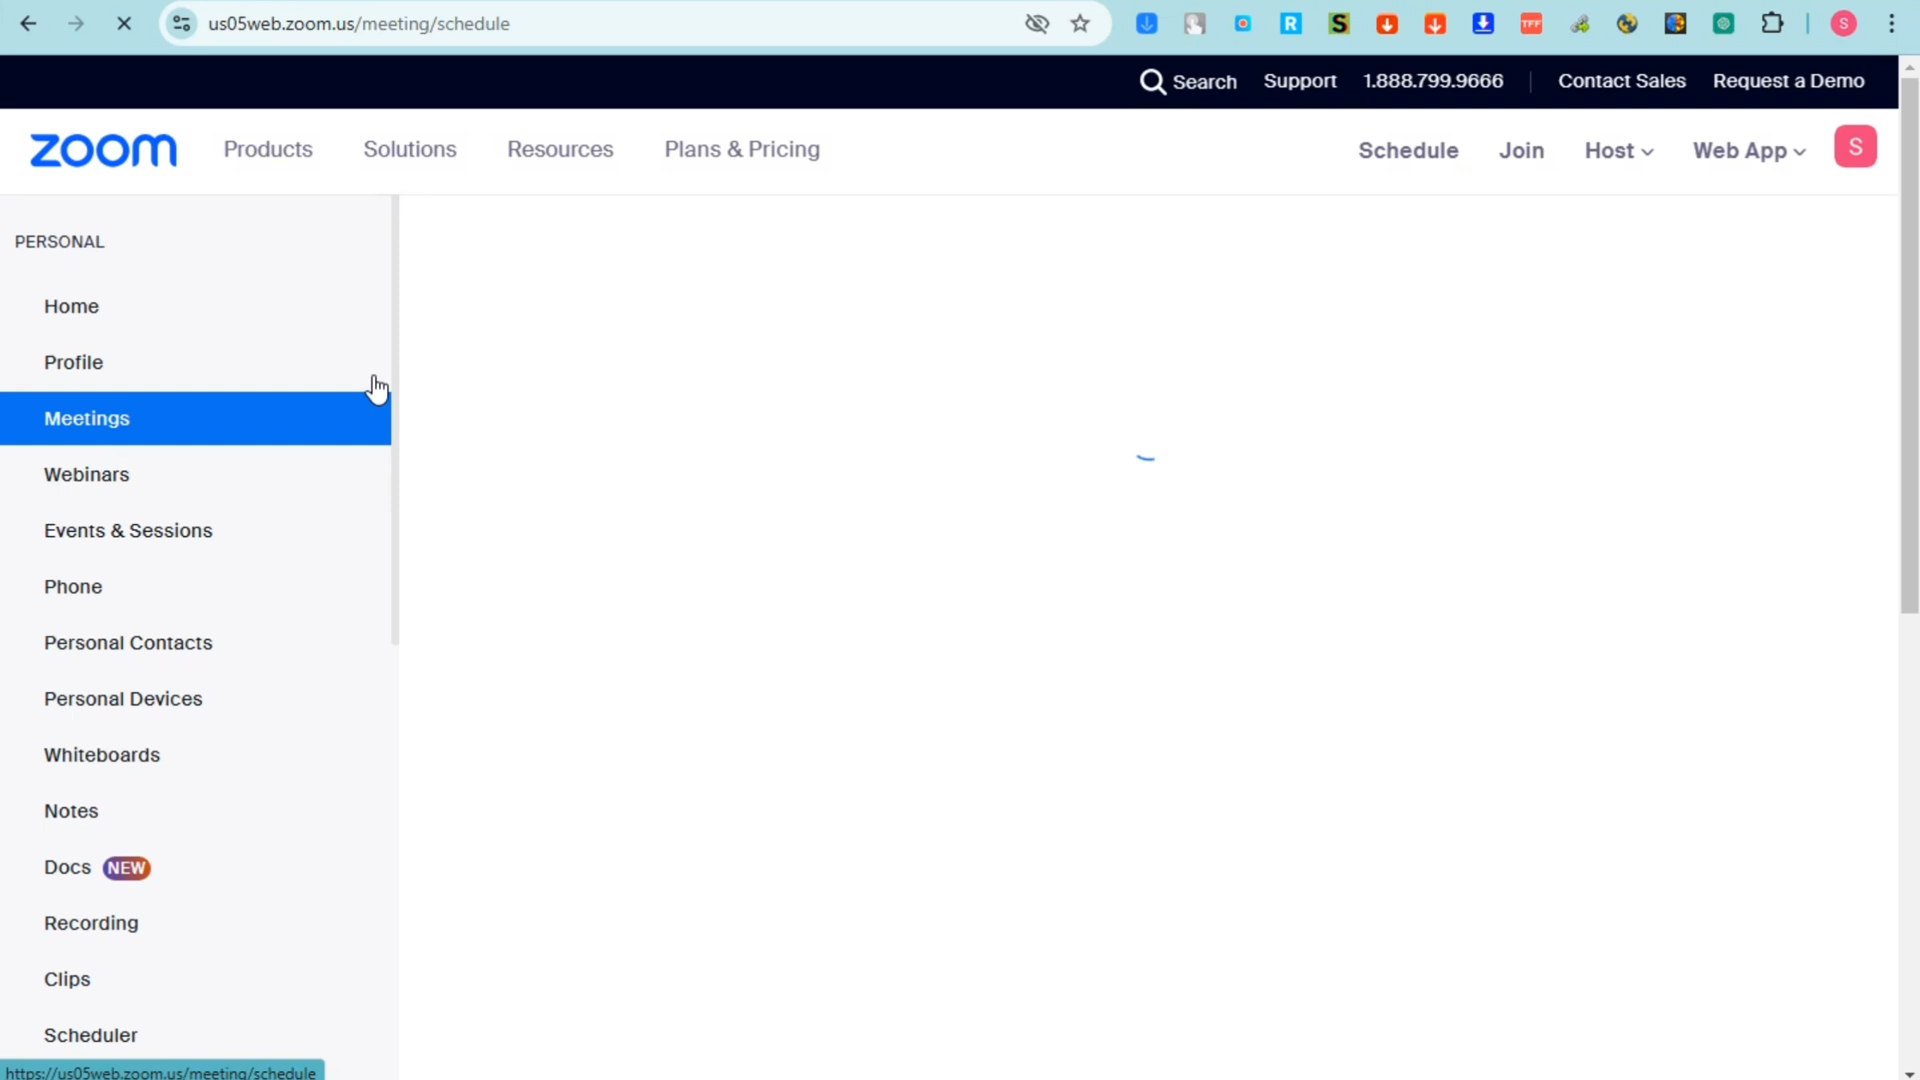 us05web.zoom.us/meeting/schedule
R
S
TFF
S
Search Support 1.888.799.9666 Contact Sales Request a Demo
zoom Products Solutions Resources Plans & Pricing Schedule Join Host Web App S
PERSONAL
Home
Profile
Meetings
Webinars
Events & Sessions
Phone
Personal Contacts
Personal Devices
Whiteboards
Notes
Docs NEW
Recording
Clips
Scheduler
https://us05web.zoom.us/meeting/schedule